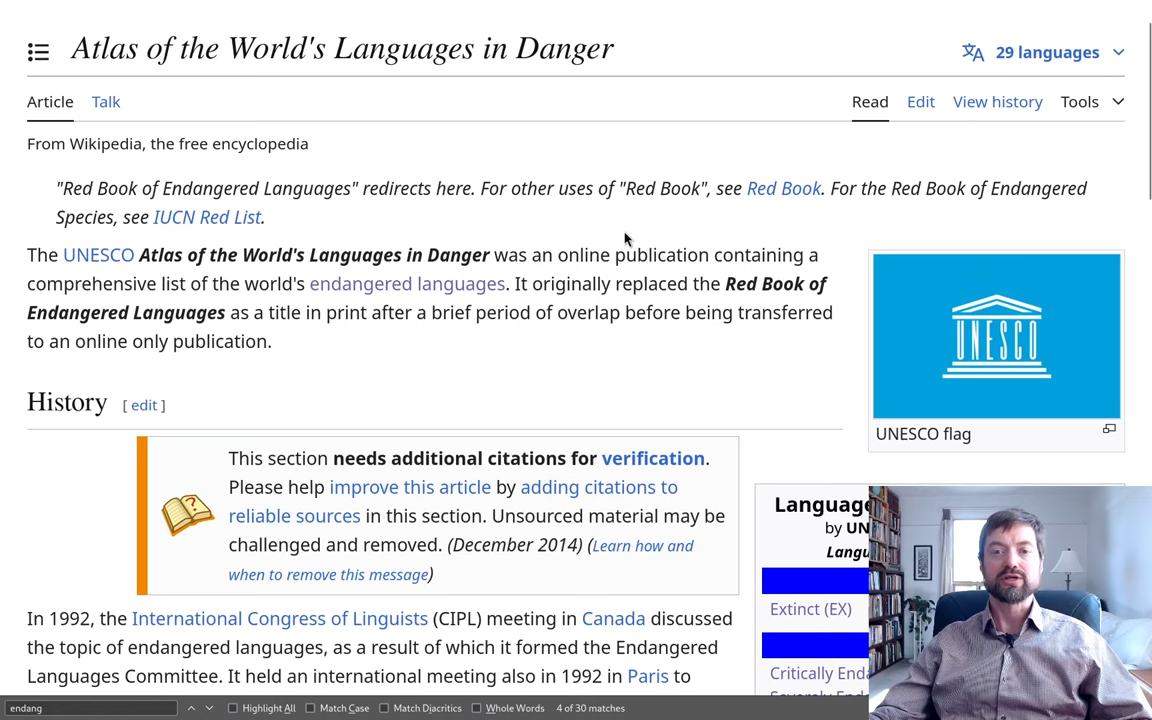 Atlas of the World's Languages in Danger
29 languages
Article Talk Read Edit View history Tools
From Wikipedia, the free encyclopedia
"Red Book of Endangered Languages" redirects here. For other uses of "Red Book", see Red Book. For the Red Book of Endangered
Species, see IUCN Red List.
The UNESCO Atlas of the World's Languages in Danger was an online publication containing a
comprehensive list of the world's endangered languages. It originally replaced the Red Book of
Endangered Languages as a title in print after a brief period of overlap before being transferred
to an online only publication.
UNESCO
UNESCO flag
History [ edit ]
This section needs additional citations for verification.
Please help improve this article by adding citations to
reliable sources in this section. Unsourced material may be
challenged and removed. (December 2014) (Learn how and
when to remove this message)
In 1992, the International Congress of Linguists (CIPL) meeting in Canada discussed
the topic of endangered languages, as a result of which it formed the Endangered
Languages Committee. It held an international meeting also in 1992 in Paris to
Language
by UN
Langu
Extinct (EX)
Critically Enda
endang Highlight All Match Case Match Diacritics Whole Words 4 of 30 matches